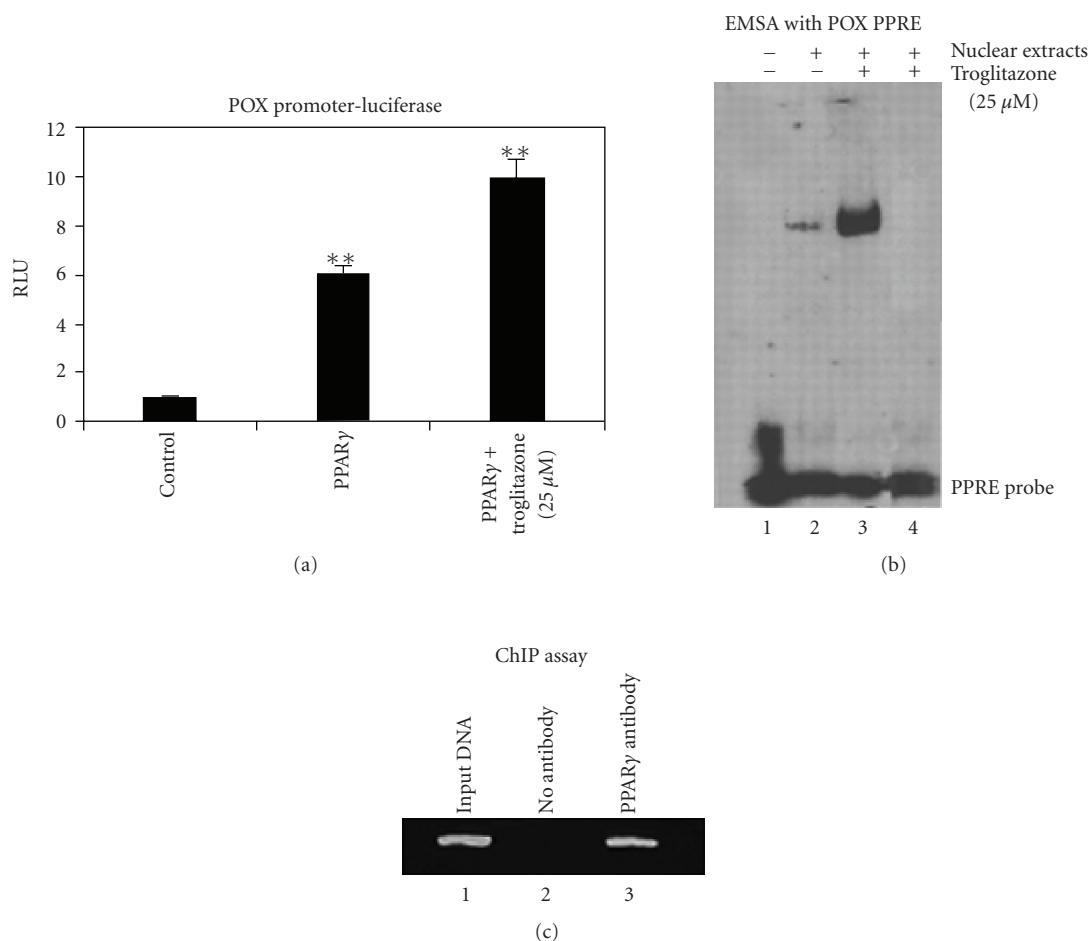 POX promoter-luciferase
RLU
12
10
8
6
4
2
0
**
**
Control
PPARγ
PPARγ +
troglitazone
(25 μM)
(a)
EMSA with POX PPRE
− + + + Nuclear extracts
− − + + Troglitazone
(25 μM)
PPRE probe
1 2 3 4
(b)
ChIP assay
Input DNA
No antibody
PPARγ antibody
1 2 3
(c)